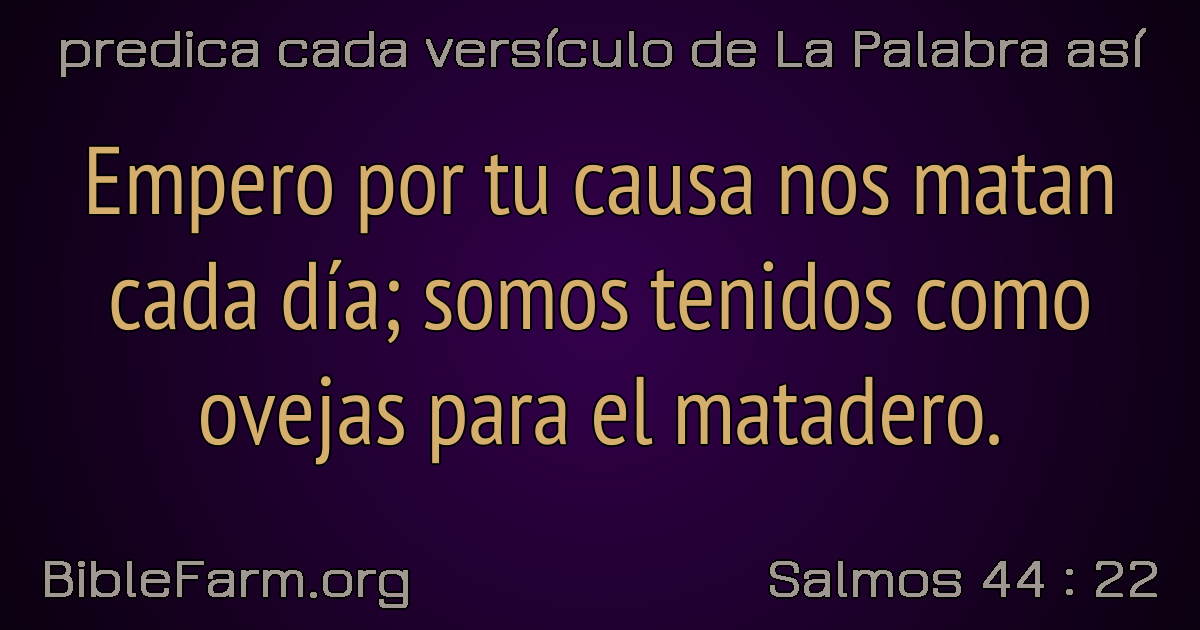 predica cada versículo de La Palabra así
Empero por tu causa nos matan
cada día; somos tenidos como
ovejas para el matadero.
BibleFarm.org
Salmos 44 : 22